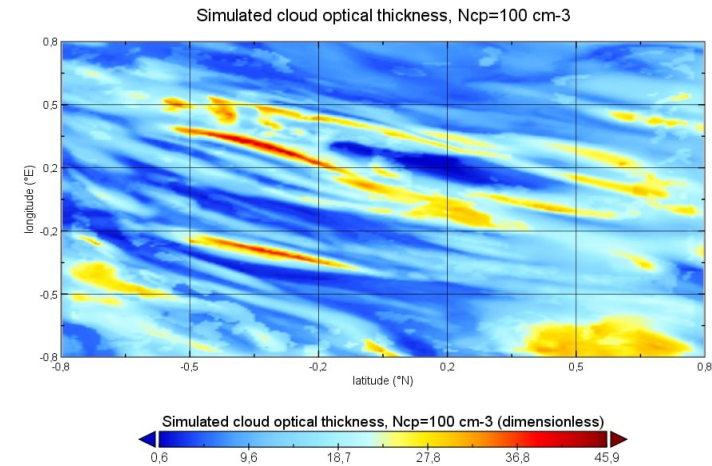 Simulated cloud optical thickness, Ncp=100 cm-3
0,8
0,5
0,2
-0,2
-0,5
-0,8
longitude (°E)
-0,8 -0,5 -0,2 0,2 0,5 0,8
latitude (°N)
Simulated cloud optical thickness, Ncp=100 cm-3 (dimensionless)
0,6 9,6 18,7 27,8 36,8 45,9